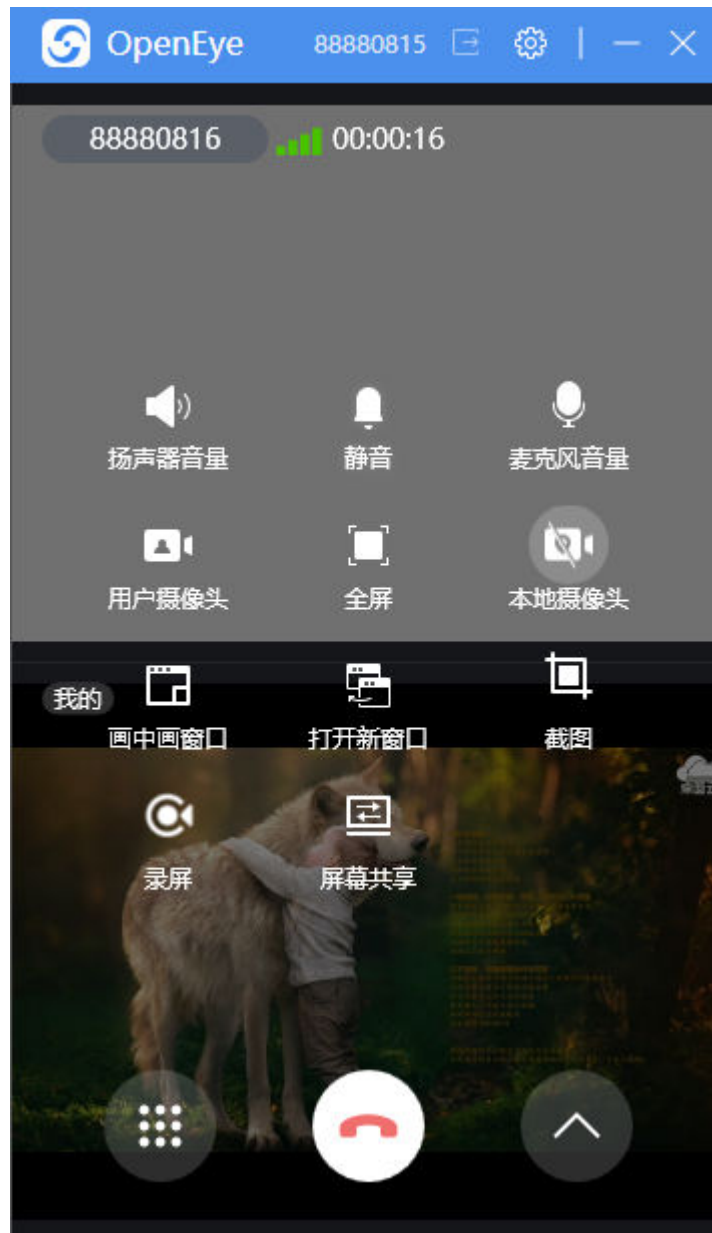 OpenEye 88880815
88880816 00:00:16
扬声器音量 静音 麦克风音量
用户摄像头 全屏 本地摄像头
我的
画中画窗口 打开新窗口 截图
录屏 屏幕共享